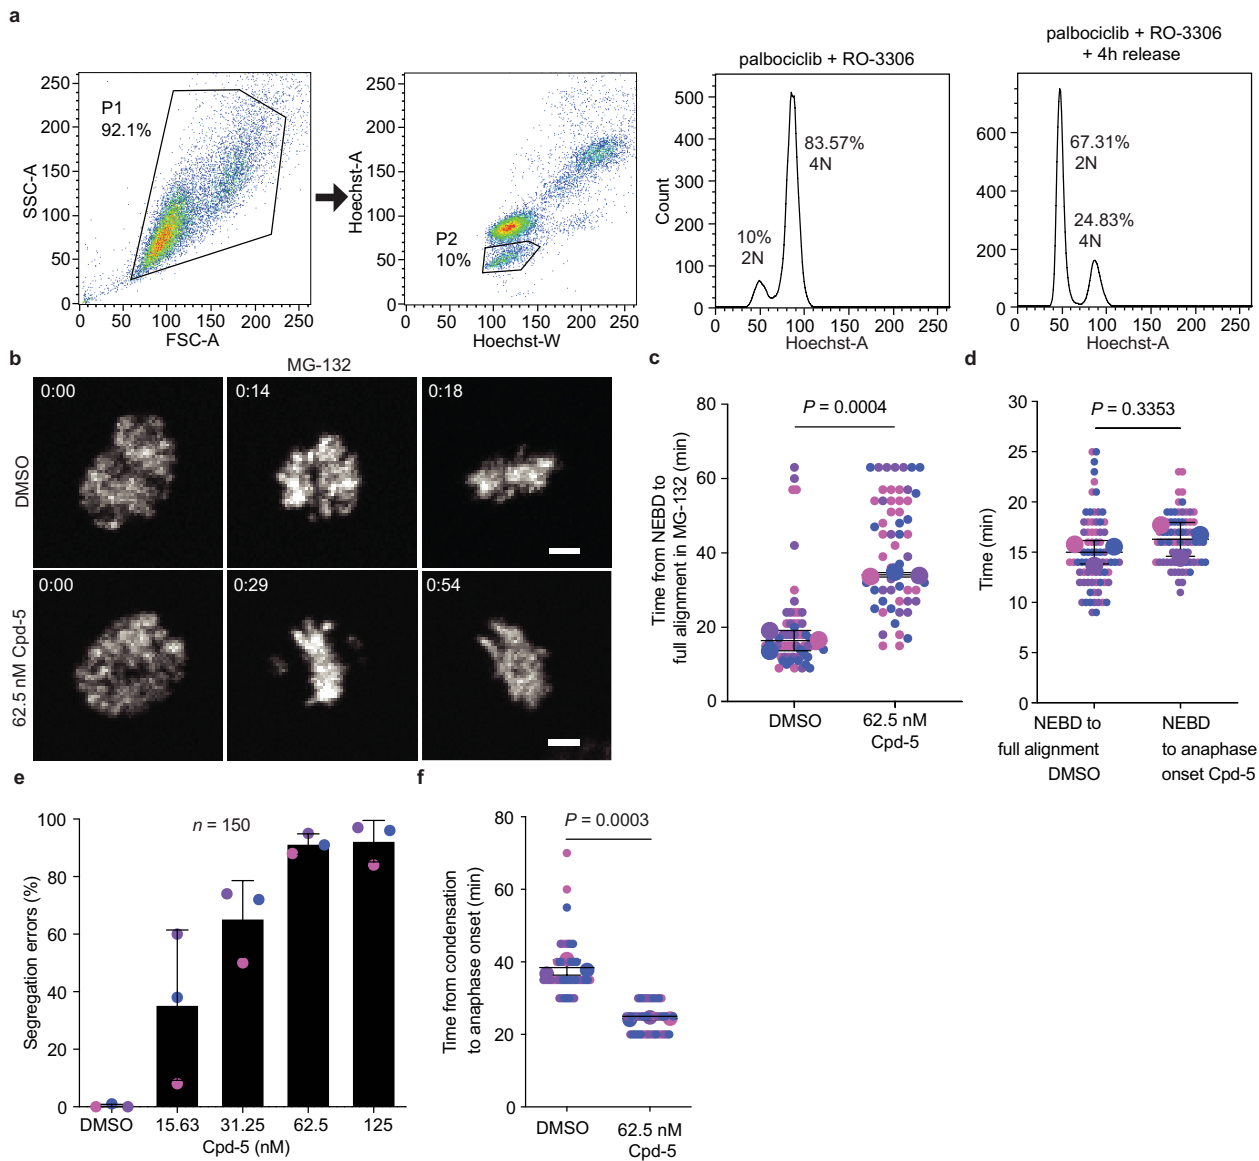 a
palbociclib + RO-3306
palbociclib + RO-3306
+ 4h release
250
200
150
100
50
0
SSC-A
P1
92.1%
0
50
100
150
200
250
FSC-A
250
200
150
100
50
0
Hoechst-A
P2
10%
0
50
100
150
200
250
Hoechst-W
500
400
300
200
100
0
Count
83.57%
4N
10%
2N
0
50
100
150
200
250
Hoechst-A
600
400
200
0
67.31%
2N
24.83%
4N
0
50
100
150
200
250
Hoechst-A
b
MG-132
DMSO
0:00
0:14
0:18
62.5 nM Cpd-5
0:00
0:29
0:54
c
Time from NEBD to
full alignment in MG-132 (min)
80
60
40
20
0
P = 0.0004
DMSO
62.5 nM
Cpd-5
d
Time (min)
30
25
20
15
10
5
0
P = 0.3353
NEBD to
full alignment
DMSO
NEBD
to anaphase
onset Cpd-5
e
Segregation errors (%)
100
80
60
40
20
0
n = 150
DMSO
15.63
31.25
62.5
125
Cpd-5 (nM)
f
Time from condensation
to anaphase onset (min)
80
60
40
20
0
P = 0.0003
DMSO
62.5 nM
Cpd-5